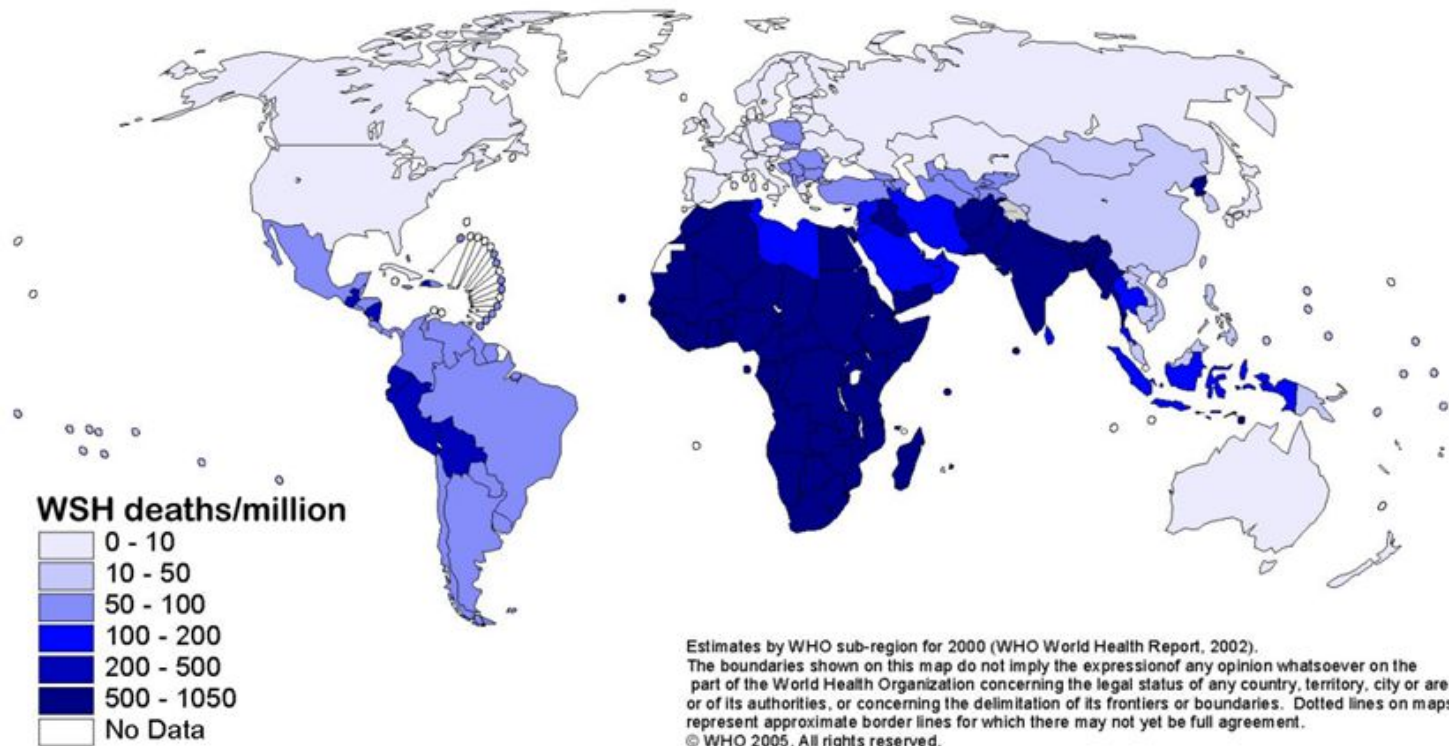 WSH deaths/million
0 - 10
10 - 50
50 - 100
100 - 200
200 - 500
500 - 1050
No Data
Estimates by WHO sub-region for 2000 (WHO World Health Report, 2002).
The boundaries shown on this map do not imply the expressionof any opinion whatsoever on the
part of the World Health Organization concerning the legal status of any country, territory, city or are
or of its authorities, or concerning the delimitation of its frontiers or boundaries. Dotted lines on maps
represent approximate border lines for which there may not yet be full agreement.
© WHO 2005. All rights reserved.